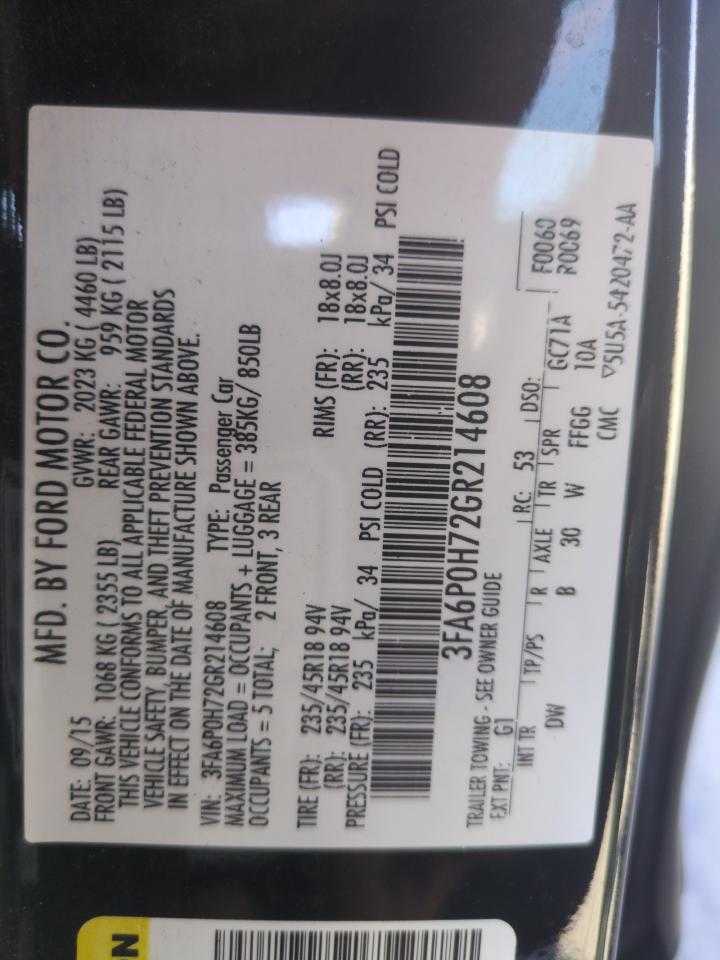 MFD. BY FORD MOTOR CO.
DATE: 09/15 GVWR: 2023 KG ( 4460 LB)
FRONT GAWR: 1068 KG ( 2355 LB) REAR GAWR: 959 KG ( 2115 LB)
THIS VEHICLE CONFORMS TO ALL APPLICABLE FEDERAL MOTOR
VEHICLE SAFETY, BUMPER, AND THEFT PREVENTION STANDARDS
IN EFFECT ON THE DATE OF MANUFACTURE SHOWN ABOVE.
VIN: 3FA6P0H72GR214608 TYPE: Passenger Car
MAXIMUM LOAD = OCCUPANTS + LUGGAGE = 385KG/ 850LB
OCCUPANTS = 5 TOTAL; 2 FRONT, 3 REAR
TIRE (FR): 235/45R18 94V RIMS (FR): 18x8.0J
(RR): 235/45R18 94V (RR): 18x8.0J
PRESSURE (FR): 235 kPa/ 34 PSI COLD (RR): 235 kPa/ 34 PSI COLD
3FA6P0H72GR214608
TRAILER TOWING - SEE OWNER GUIDE
EXT PNT: G1 RC: 53 DSO: F0060
INT TR TP/PS R AXLE TR SPR GC71A R0069
DW B 30 W FFGG 10A
CMC ▽5U5A-5420472-AA